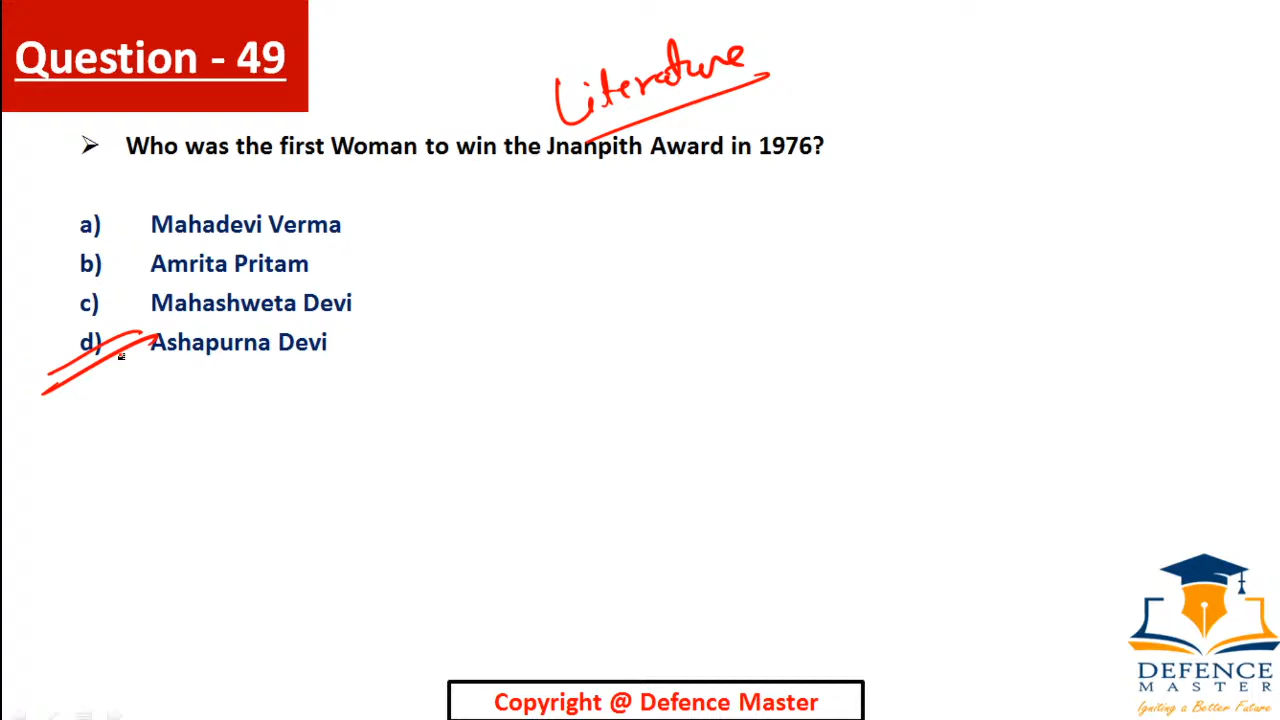 Question - 49
Literature
➢ Who was the first Woman to win the Jnanpith Award in 1976?
a) Mahadevi Verma
b) Amrita Pritam
c) Mahashweta Devi
d) Ashapurna Devi
DEFENCE
MASTER
Igniting a Better Future
Copyright @ Defence Master